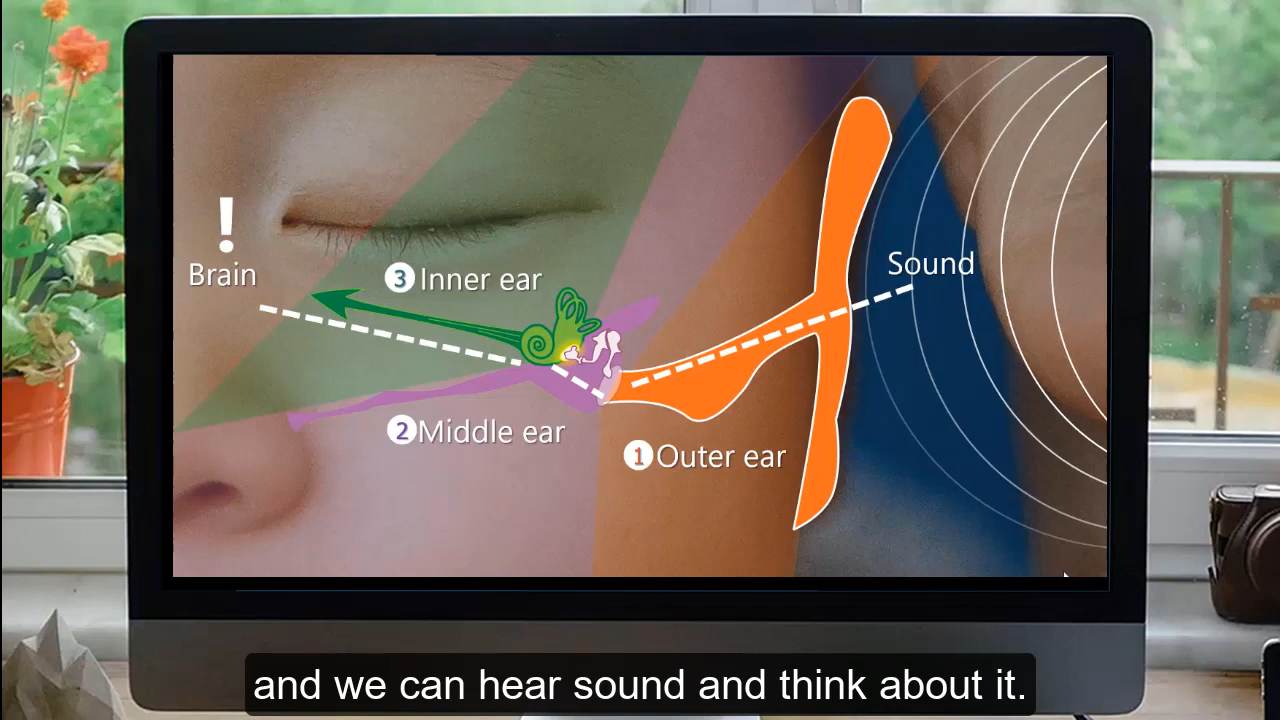 !
Brain
Sound
3 Inner ear
2 Middle ear
1 Outer ear
and we can hear sound and think about it.